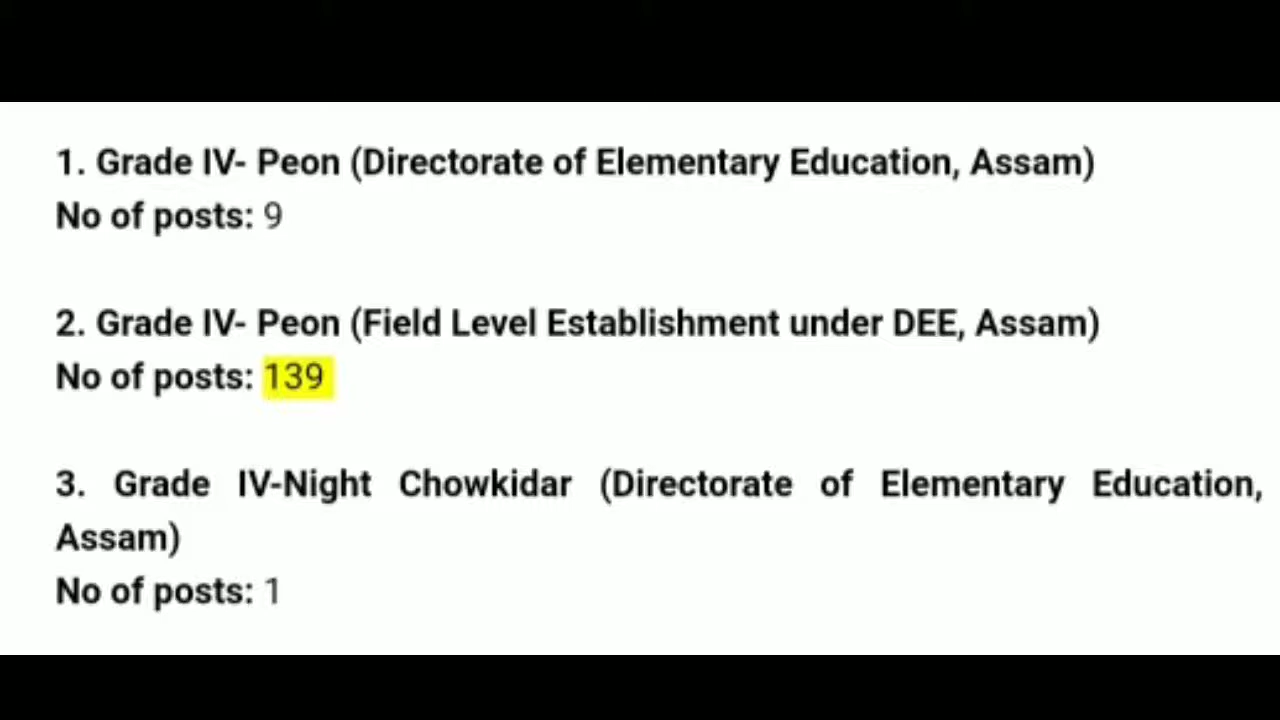 1. Grade IV- Peon (Directorate of Elementary Education, Assam)
No of posts: 9
2. Grade IV- Peon (Field Level Establishment under DEE, Assam)
No of posts: 139
3. Grade IV-Night Chowkidar (Directorate of Elementary Education,
Assam)
No of posts: 1